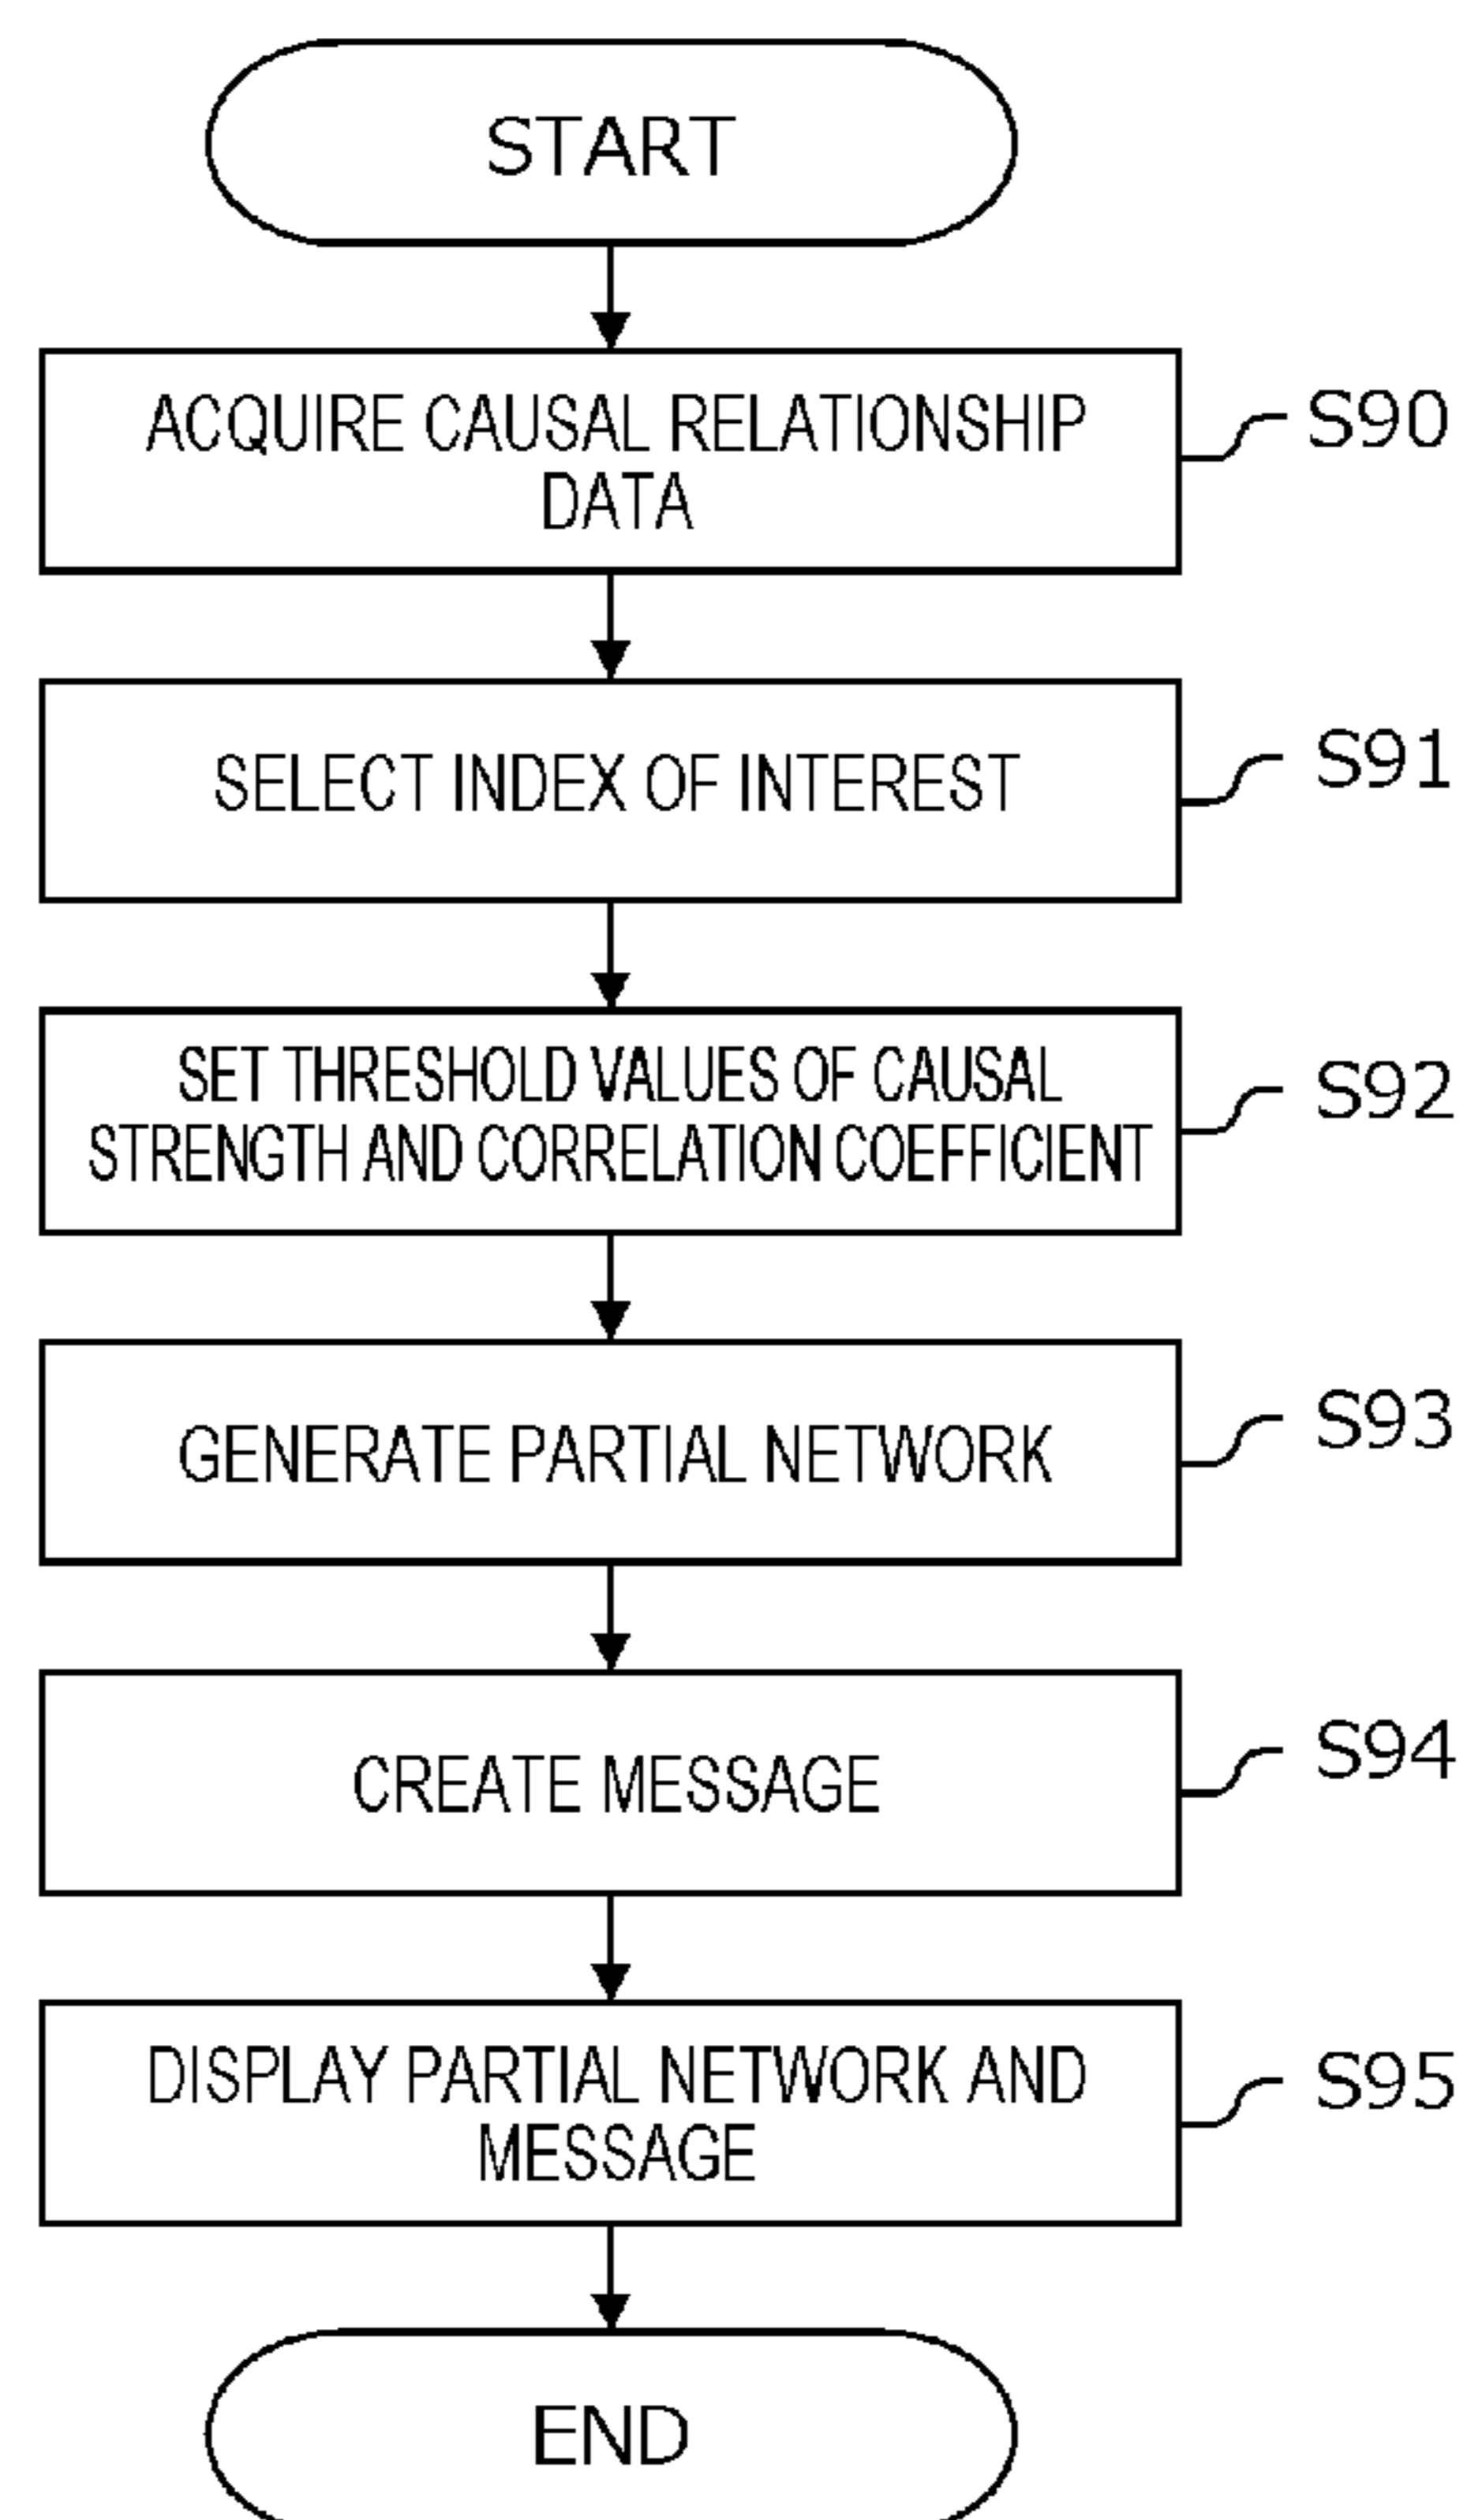 START
ACQUIRE CAUSAL RELATIONSHIP
DATA
S90
SELECT INDEX OF INTEREST
S91
SET THRESHOLD VALUES OF CAUSAL
STRENGTH AND CORRELATION COEFFICIENT
S92
GENERATE PARTIAL NETWORK
S93
CREATE MESSAGE
S94
DISPLAY PARTIAL NETWORK AND
MESSAGE
S95
END